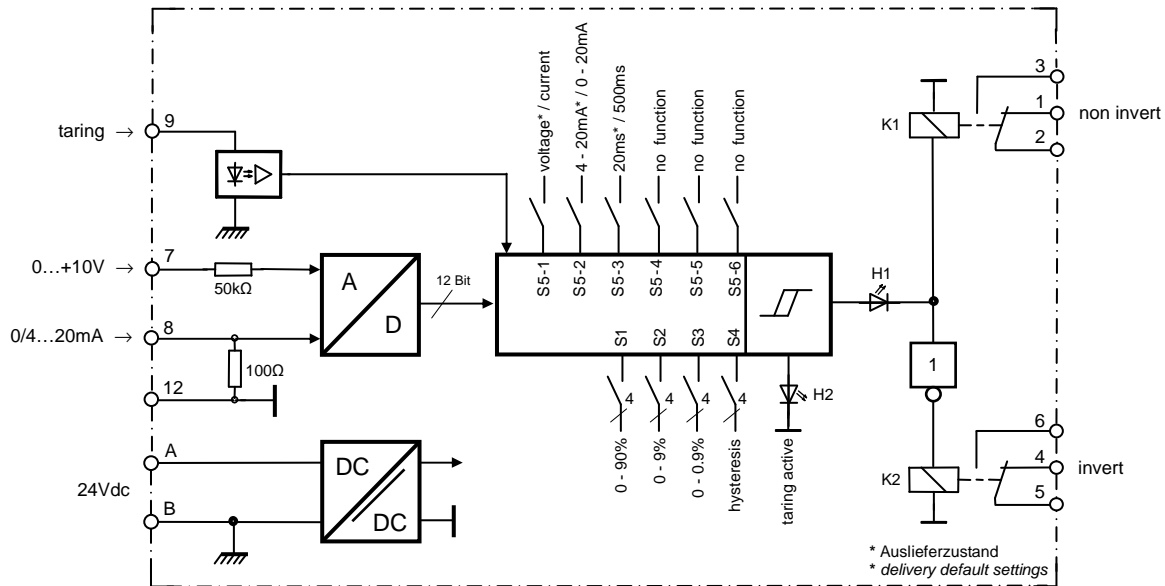 taring →
9
0...+10V →
7
50kΩ
0/4...20mA →
8
100Ω
12
A
24Vdc
B
A
D
12 Bit
DC
DC
voltage* / current
4 - 20mA* / 0 - 20mA
20ms* / 500ms
no function
no function
no function
S5-1
S5-2
S5-3
S5-4
S5-5
S5-6
S1
S2
S3
S4
4
4
4
4
0 - 90%
0 - 9%
0 - 0.9%
hysteresis
H2
taring active
H1
K1
3
1
2
non invert
1
K2
6
4
5
invert
* Auslieferzustand
* delivery default settings